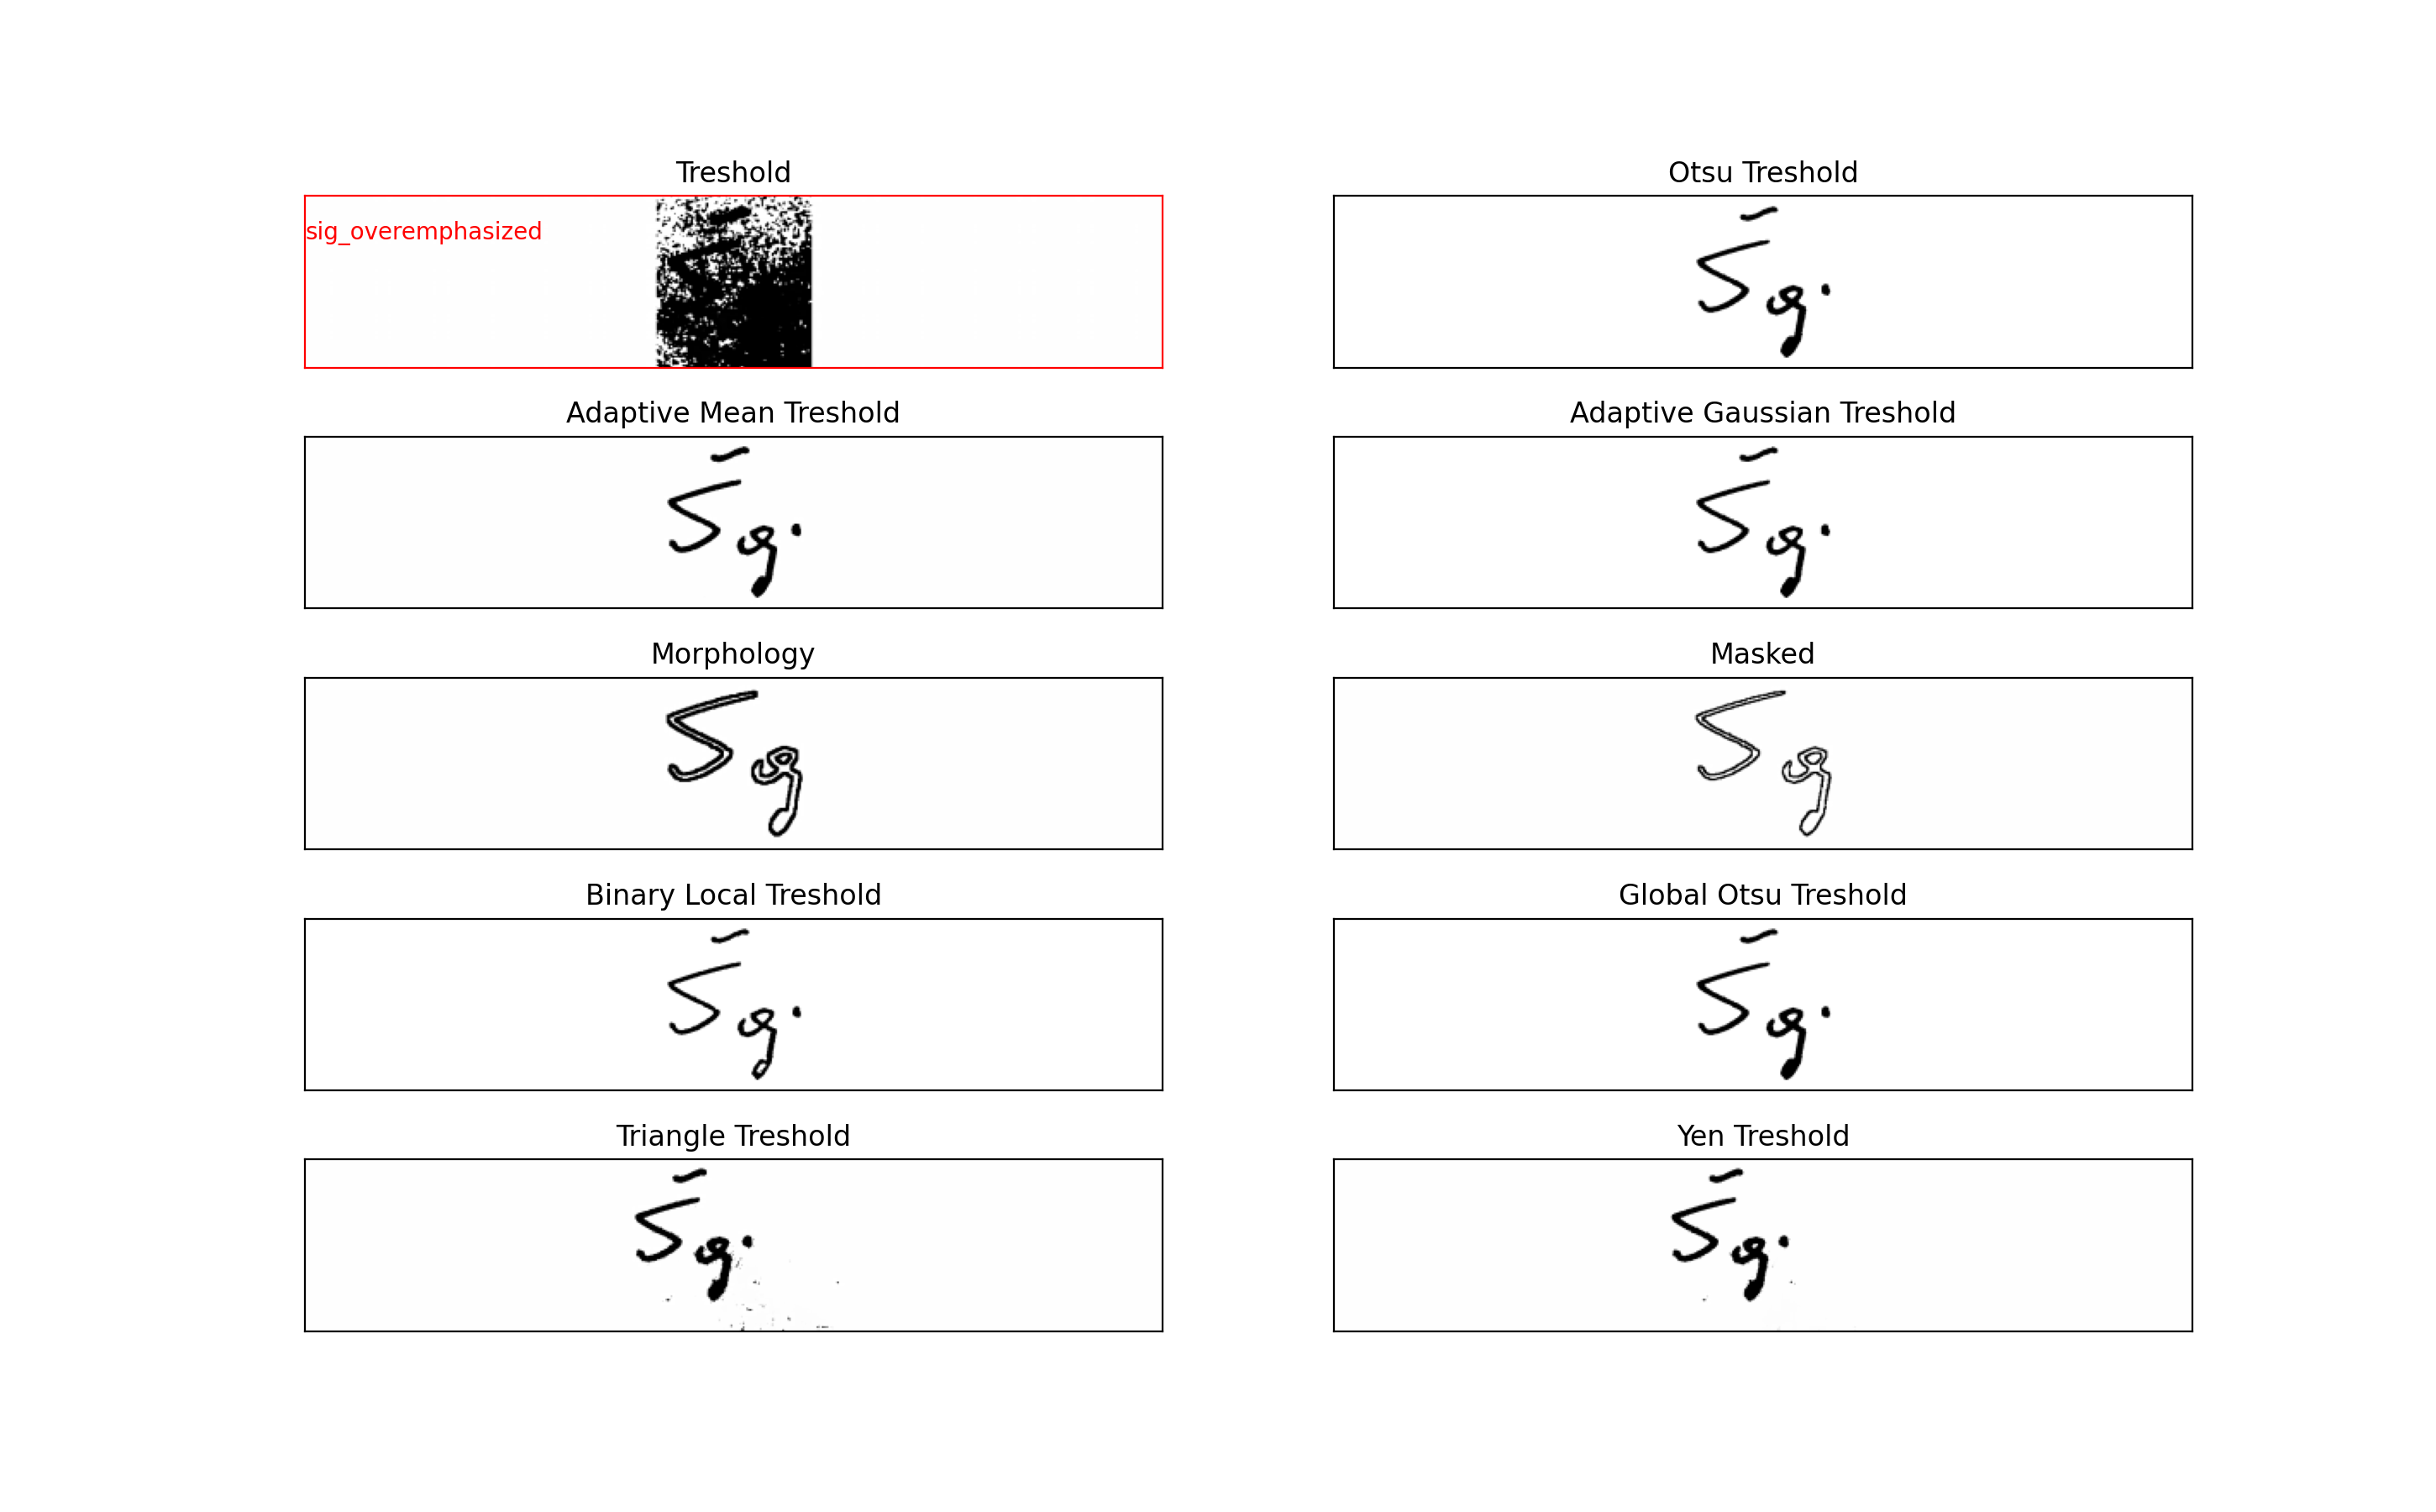 Treshold
Otsu Treshold
sig_overemphasized
Adaptive Mean Treshold
Adaptive Gaussian Treshold
Morphology
Masked
Binary Local Treshold
Global Otsu Treshold
Triangle Treshold
Yen Treshold